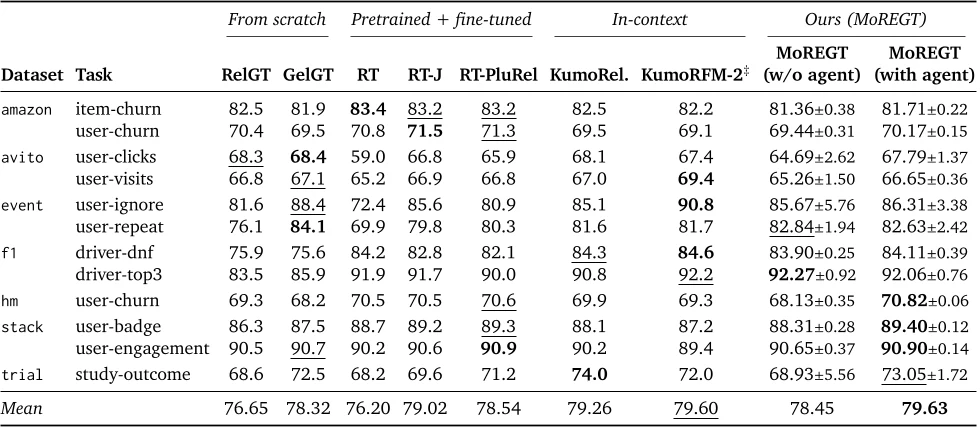 From scratch Pretrained + fine-tuned In-context Ours (MoREGT)
Dataset Task RelGT GelGT RT RT-J RT-PluRel KumoRel. KumoRFM-2‡ MoREGT (w/o agent) MoREGT (with agent)
amazon item-churn 82.5 81.9 83.4 83.2 83.2 82.5 82.2 81.36±0.38 81.71±0.22
user-churn 70.4 69.5 70.8 71.5 71.3 69.5 69.1 69.44±0.31 70.17±0.15
avito user-clicks 68.3 68.4 59.0 66.8 65.9 68.1 67.4 64.69±2.62 67.79±1.37
user-visits 66.8 67.1 65.2 66.9 66.8 67.0 69.4 65.26±1.50 66.65±0.36
event user-ignore 81.6 88.4 72.4 85.6 80.9 85.1 90.8 85.67±5.76 86.31±3.38
user-repeat 76.1 84.1 69.9 79.8 80.3 81.6 81.7 82.84±1.94 82.63±2.42
f1 driver-dnf 75.9 75.6 84.2 82.8 82.1 84.3 84.6 83.90±0.25 84.11±0.39
driver-top3 83.5 85.9 91.9 91.7 90.0 90.8 92.2 92.27±0.92 92.06±0.76
hm user-churn 69.3 68.2 70.5 70.5 70.6 69.9 69.3 68.13±0.35 70.82±0.06
stack user-badge 86.3 87.5 88.7 89.2 89.3 88.1 87.2 88.31±0.28 89.40±0.12
user-engagement 90.5 90.7 90.2 90.6 90.9 90.2 89.4 90.65±0.37 90.90±0.14
trial study-outcome 68.6 72.5 68.2 69.6 71.2 74.0 72.0 68.93±5.56 73.05±1.72
Mean 76.65 78.32 76.20 79.02 78.54 79.26 79.60 78.45 79.63